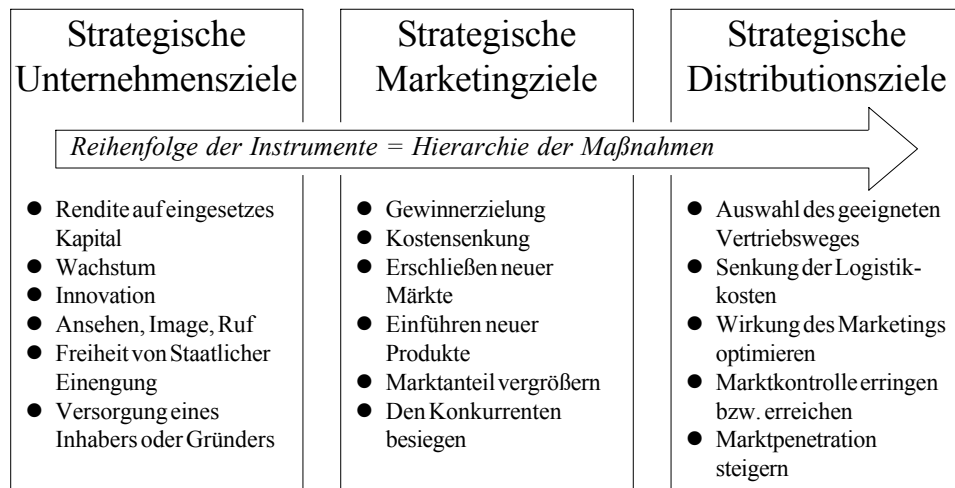 Strategische
Unternehmensziele
Strategische
Marketingziele
Strategische
Distributionsziele
Reihenfolge der Instrumente = Hierarchie der Maßnahmen
● Rendite auf eingesetzes
Kapital
● Wachstum
● Innovation
● Ansehen, Image, Ruf
● Freiheit von Staatlicher
Einengung
● Versorgung eines
Inhabers oder Gründers
● Gewinnerzielung
● Kostensenkung
● Erschließen neuer
Märkte
● Einführen neuer
Produkte
● Marktanteil vergrößern
● Den Konkurrenten
besiegen
● Auswahl des geeigneten
Vertriebsweges
● Senkung der Logistik-
kosten
● Wirkung des Marketings
optimieren
● Marktkontrolle erringen
bzw. erreichen
● Marktpenetration
steigern